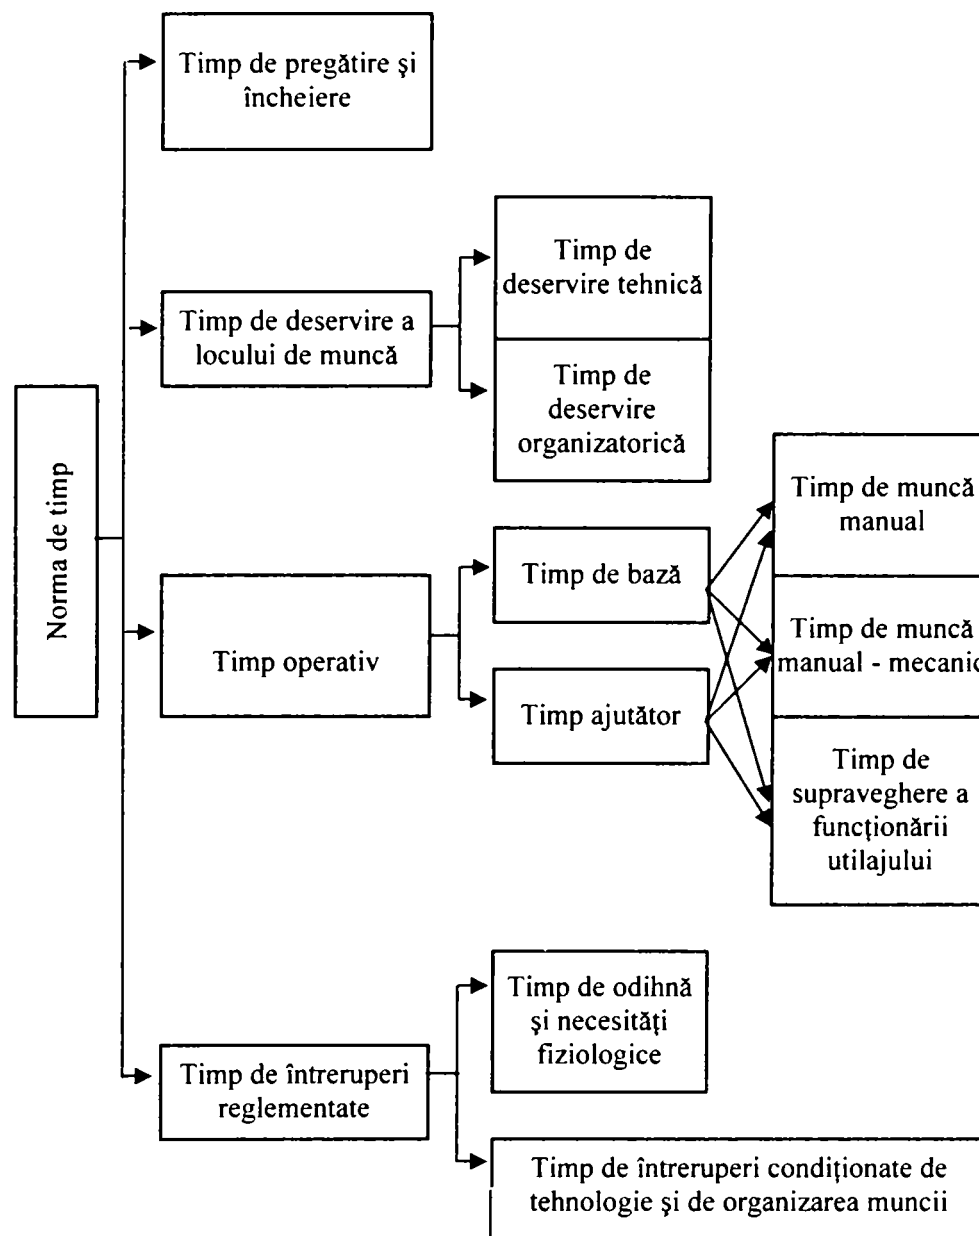 Timp de pregătire şi
încheiere
Timp de
deservire tehnică
Timp de deservire a
locului de muncă
Timp de
deservire
organizatorică
Norma de timp
Timp de muncă
manual
Timp de bază
Timp de muncă
manual - mecanic
Timp operativ
Timp ajutător
Timp de
supraveghere a
funcţionării
utilajului
Timp de odihnă
şi necesităţi
fiziologice
Timp de întreruperi
reglementate
Timp de întreruperi condiţionate de
tehnologie şi de organizarea muncii